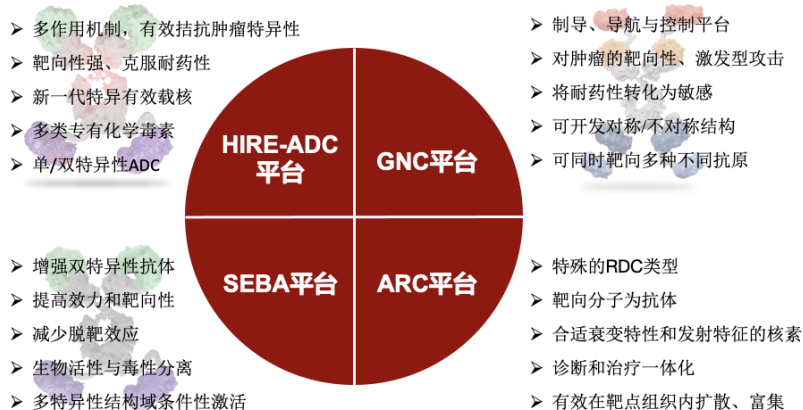 ➢ 多作用机制，有效拮抗肿瘤特异性
➢ 靶向性强、克服耐药性
➢ 新一代特异有效载核
➢ 多类专有化学毒素
➢ 单/双特异性ADC
➢ 制导、导航与控制平台
➢ 对肿瘤的靶向性、激发型攻击
➢ 将耐药性转化为敏感
➢ 可开发对称/不对称结构
➢ 可同时靶向多种不同抗原
HIRE-ADC
平台
GNC平台
SEBA平台
ARC平台
➢ 增强双特异性抗体
➢ 提高效力和靶向性
➢ 减少脱靶效应
➢ 生物活性与毒性分离
➢ 多特异性结构域条件性激活
➢ 特殊的RDC类型
➢ 靶向分子为抗体
➢ 合适衰变特性和发射特征的核素
➢ 诊断和治疗一体化
➢ 有效在靶点组织内扩散、富集